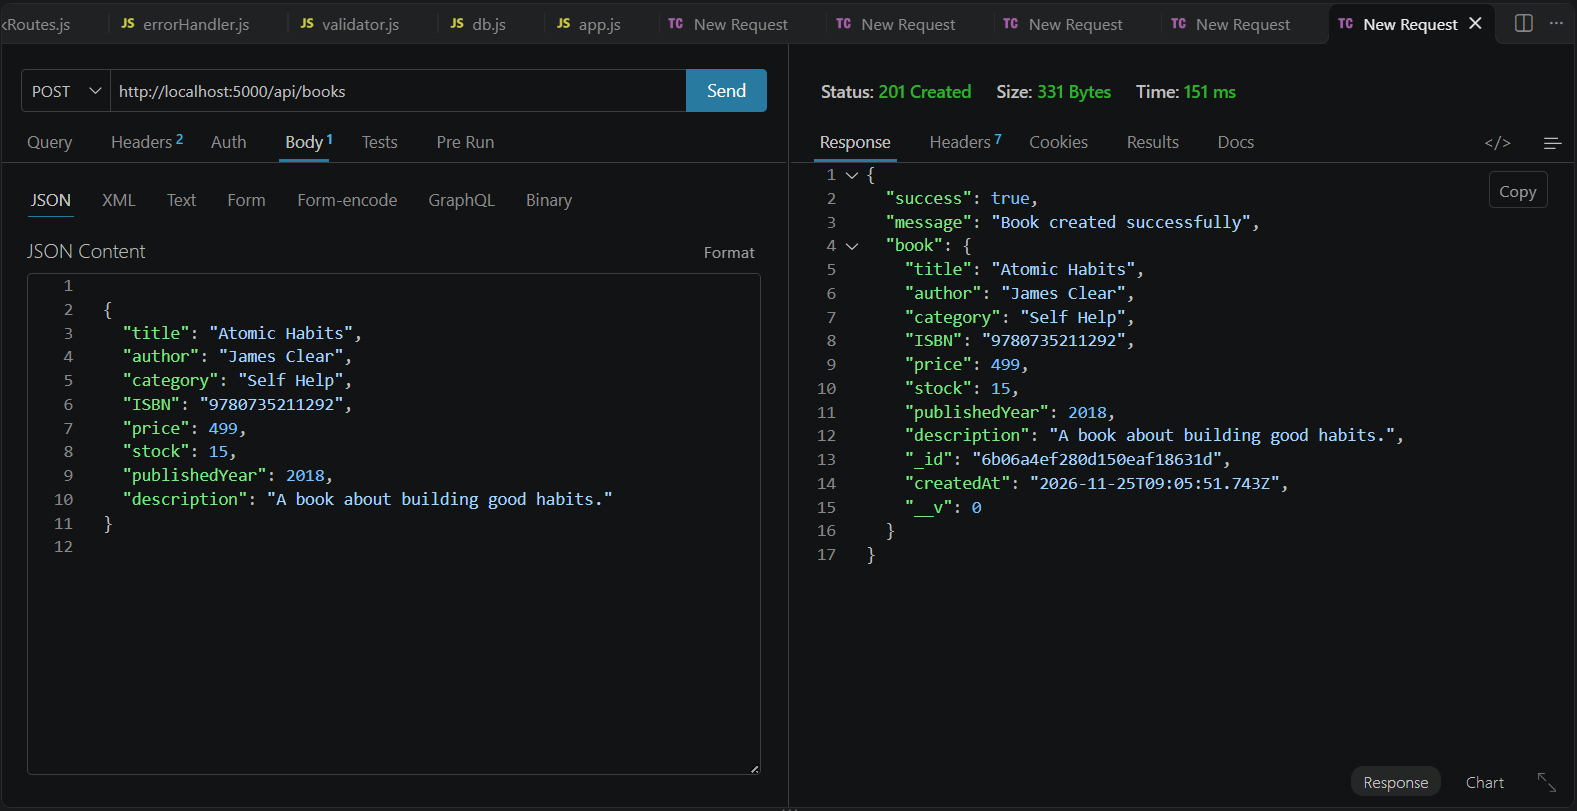 kRoutes.js JS errorHandler.js JS validator.js JS db.js JS app.js TC New Request TC New Request TC New Request TC New Request TC New Request
POST http://localhost:5000/api/books Send
Query Headers 2 Auth Body 1 Tests Pre Run
JSON XML Text Form Form-encode GraphQL Binary
JSON Content Format
1
2 {
3 "title": "Atomic Habits",
4 "author": "James Clear",
5 "category": "Self Help",
6 "ISBN": "9780735211292",
7 "price": 499,
8 "stock": 15,
9 "publishedYear": 2018,
10 "description": "A book about building good habits."
11 }
12
Status: 201 Created Size: 331 Bytes Time: 151 ms
Response Headers 7 Cookies Results Docs </>
Copy
1 {
2 "success": true,
3 "message": "Book created successfully",
4 "book": {
5 "title": "Atomic Habits",
6 "author": "James Clear",
7 "category": "Self Help",
8 "ISBN": "9780735211292",
9 "price": 499,
10 "stock": 15,
11 "publishedYear": 2018,
12 "description": "A book about building good habits.",
13 "_id": "6b06a4ef280d150eaf18631d",
14 "createdAt": "2026-11-25T09:05:51.743Z",
15 "__v": 0
16 }
17 }
Response Chart